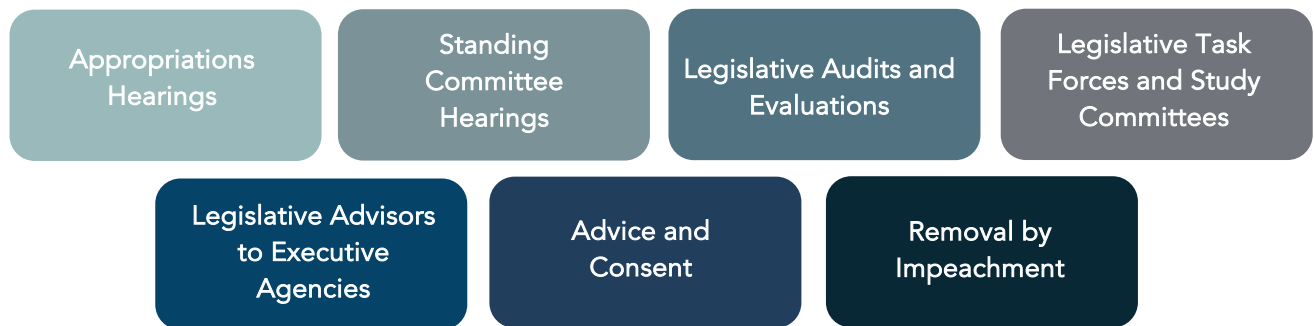 Appropriations
Hearings
Standing
Committee
Hearings
Legislative Audits and
Evaluations
Legislative Task
Forces and Study
Committees
Legislative Advisors
to Executive
Agencies
Advice and
Consent
Removal by
Impeachment